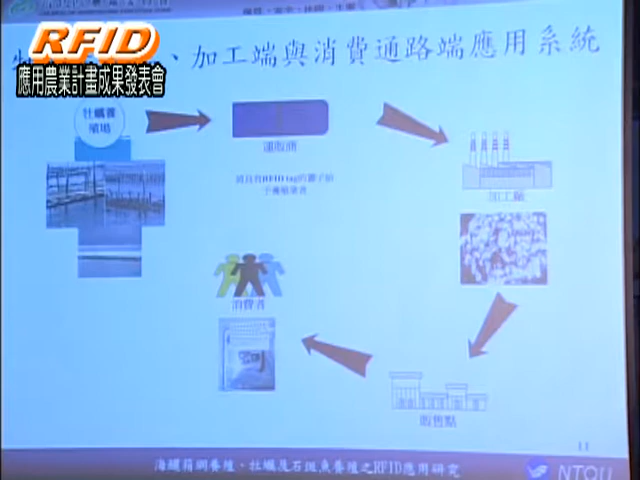 RFID
應用農業計畫成果發表會
、加工端與消費通路端應用系統
牡蠣養
殖場
運販商
加工廠
消費者
販售點
11
海鱺箱網養殖、牡蠣及石斑魚養殖之RFID應用研究
NTOU